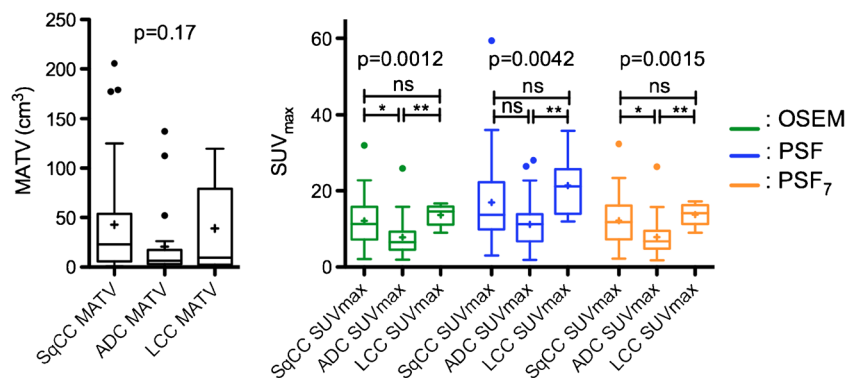 MATV (cm³)
250
200
150
100
50
0
p=0.17
SqCC MATV
ADC MATV
LCC MATV
SUVmax
60
40
20
0
p=0.0012
ns
* **
p=0.0042
ns
ns **
p=0.0015
ns
* **
SqCC SUVmax
ADC SUVmax
LCC SUVmax
SqCC SUVmax
ADC SUVmax
LCC SUVmax
SqCC SUVmax
ADC SUVmax
LCC SUVmax
: OSEM
: PSF
: PSF₇